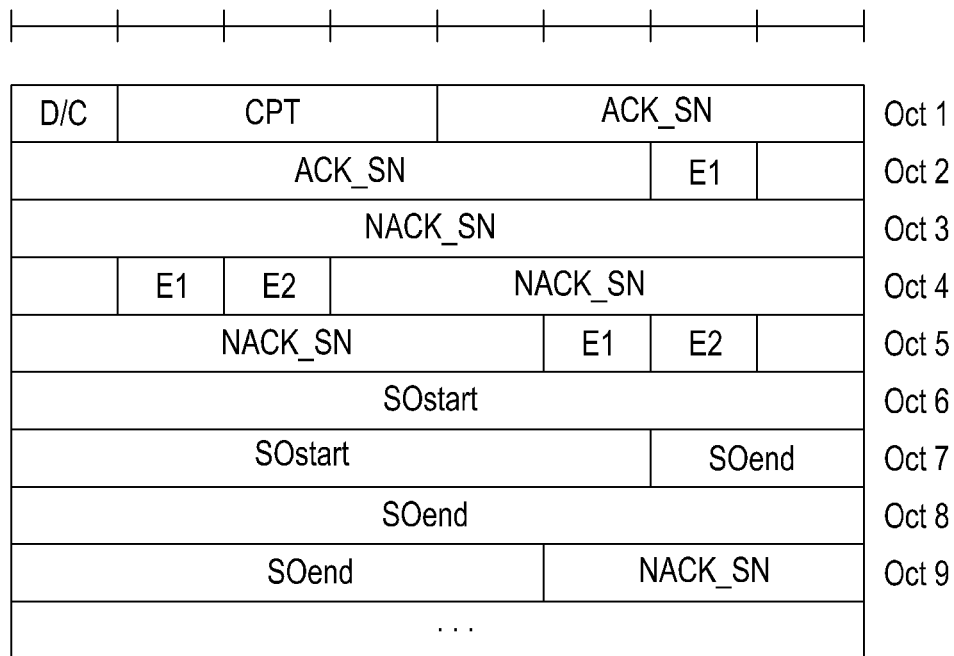 D/C CPT ACK_SN Oct 1
ACK_SN E1 Oct 2
NACK_SN Oct 3
E1 E2 NACK_SN Oct 4
NACK_SN E1 E2 Oct 5
SOstart Oct 6
SOstart SOend Oct 7
SOend Oct 8
SOend NACK_SN Oct 9
. . .